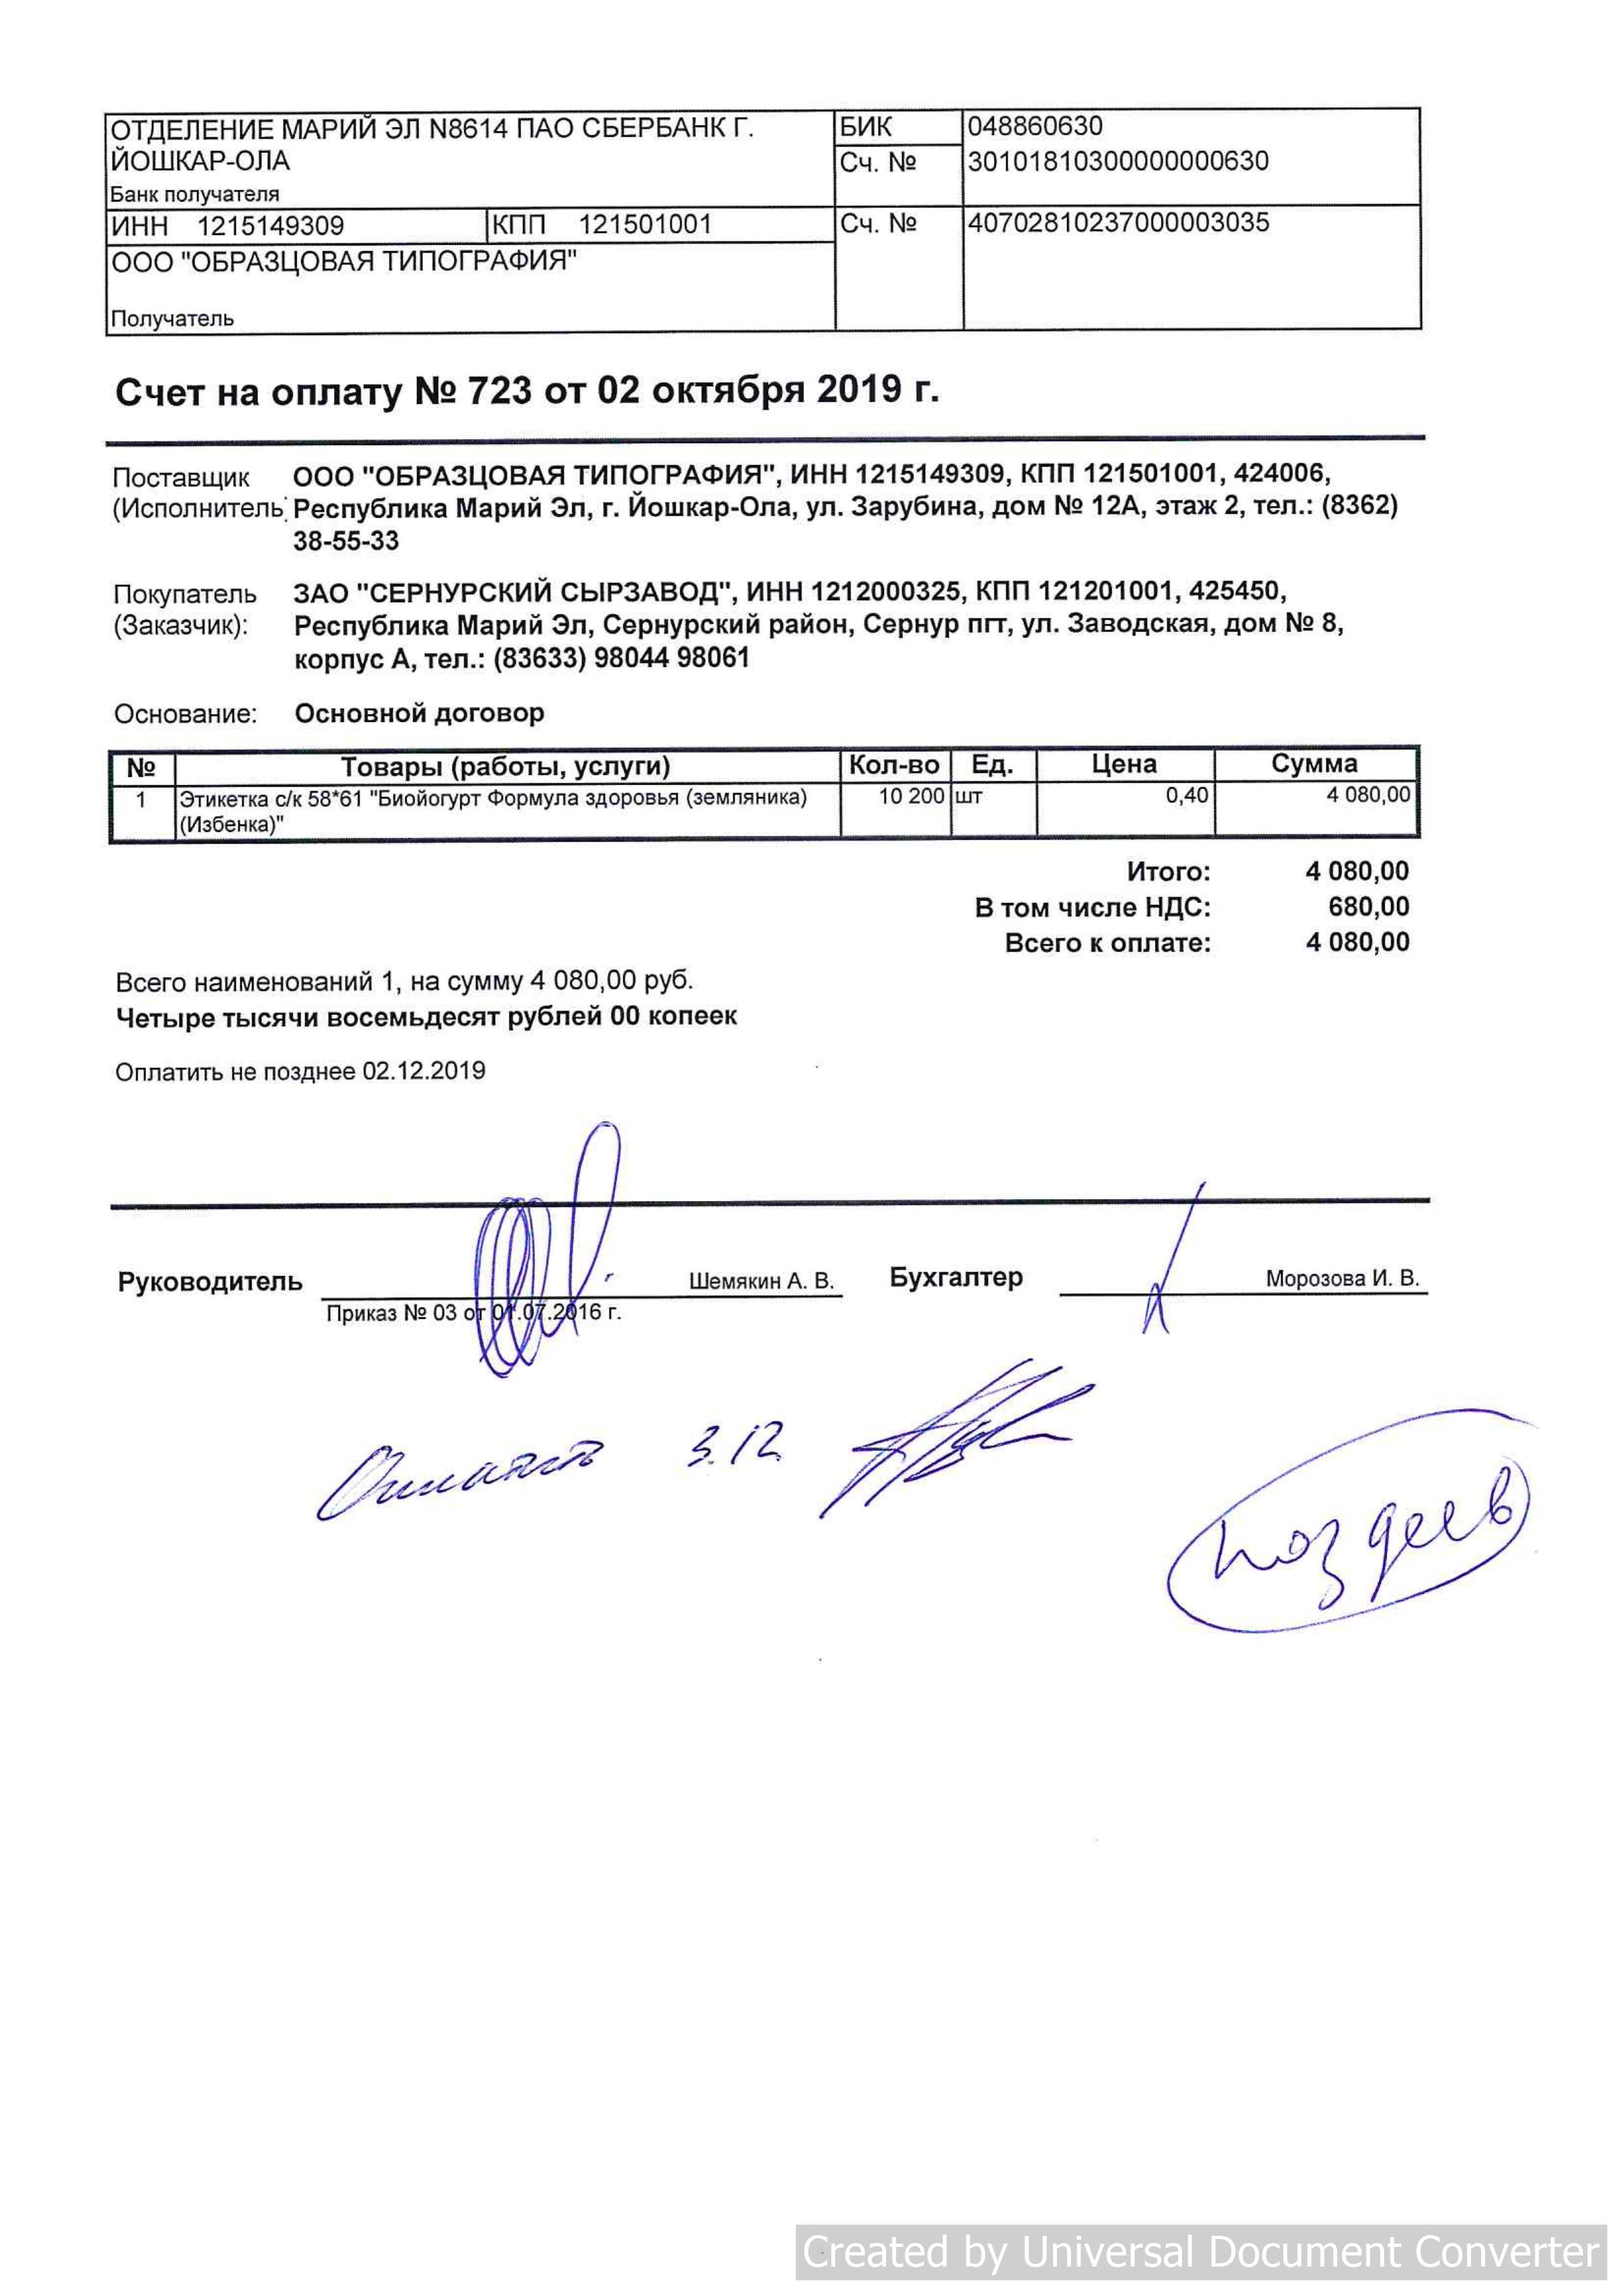 ОТДЕЛЕНИЕ МАРИЙ ЭЛ N8614 ПАО СБЕРБАНК Г. БИК 048860630
ЙОШКАР-ОЛА Сч. № 30101810300000000630
Банк получателя
ИНН 1215149309 КПП 121501001 Сч. № 40702810237000003035
ООО "ОБРАЗЦОВАЯ ТИПОГРАФИЯ"
Получатель
Счет на оплату № 723 от 02 октября 2019 г.
Поставщик ООО "ОБРАЗЦОВАЯ ТИПОГРАФИЯ", ИНН 1215149309, КПП 121501001, 424006,
(Исполнитель Республика Марий Эл, г. Йошкар-Ола, ул. Зарубина, дом № 12А, этаж 2, тел.: (8362)
38-55-33
Покупатель ЗАО "СЕРНУРСКИЙ СЫРЗАВОД", ИНН 1212000325, КПП 121201001, 425450,
(Заказчик): Республика Марий Эл, Сернурский район, Сернур пгт, ул. Заводская, дом № 8,
корпус А, тел.: (83633) 98044 98061
Основание: Основной договор
№ Товары (работы, услуги) Кол-во Ед. Цена Сумма
1 Этикетка с/к 58*61 "Биойогурт Формула здоровья (земляника) 10 200 шт 0,40 4 080,00
(Избенка)"
Итого: 4 080,00
В том числе НДС: 680,00
Всего к оплате: 4 080,00
Всего наименований 1, на сумму 4 080,00 руб.
Четыре тысячи восемьдесят рублей 00 копеек
Оплатить не позднее 02.12.2019
Руководитель Шемякин А. В. Бухгалтер Морозова И. В.
Приказ № 03 от 01.07.2016 г.
Оплатить 3.12
Поздеев
Created by Universal Document Converter